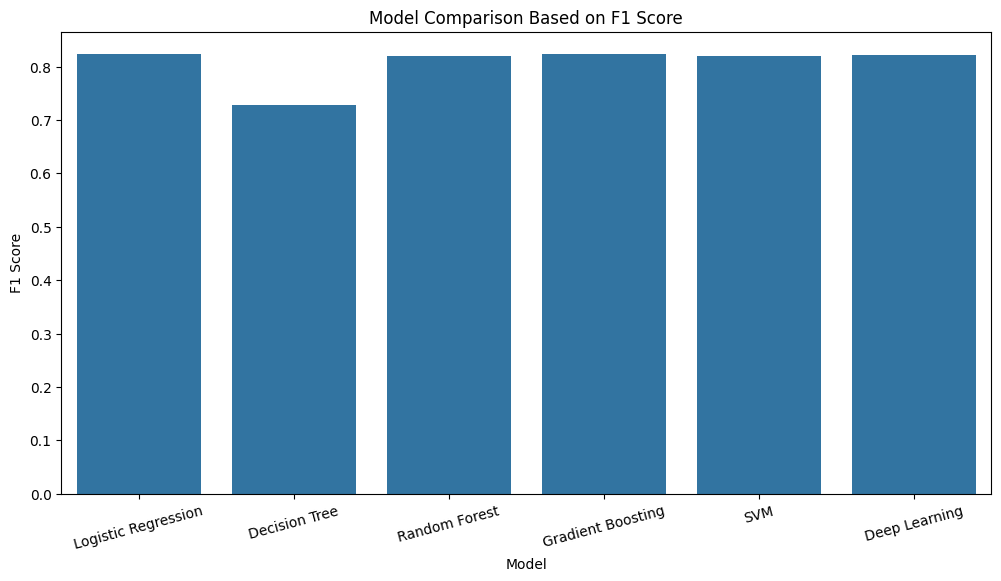 Model Comparison Based on F1 Score
F1 Score
0.8
0.7
0.6
0.5
0.4
0.3
0.2
0.1
0.0
Logistic Regression
Decision Tree
Random Forest
Gradient Boosting
SVM
Deep Learning
Model